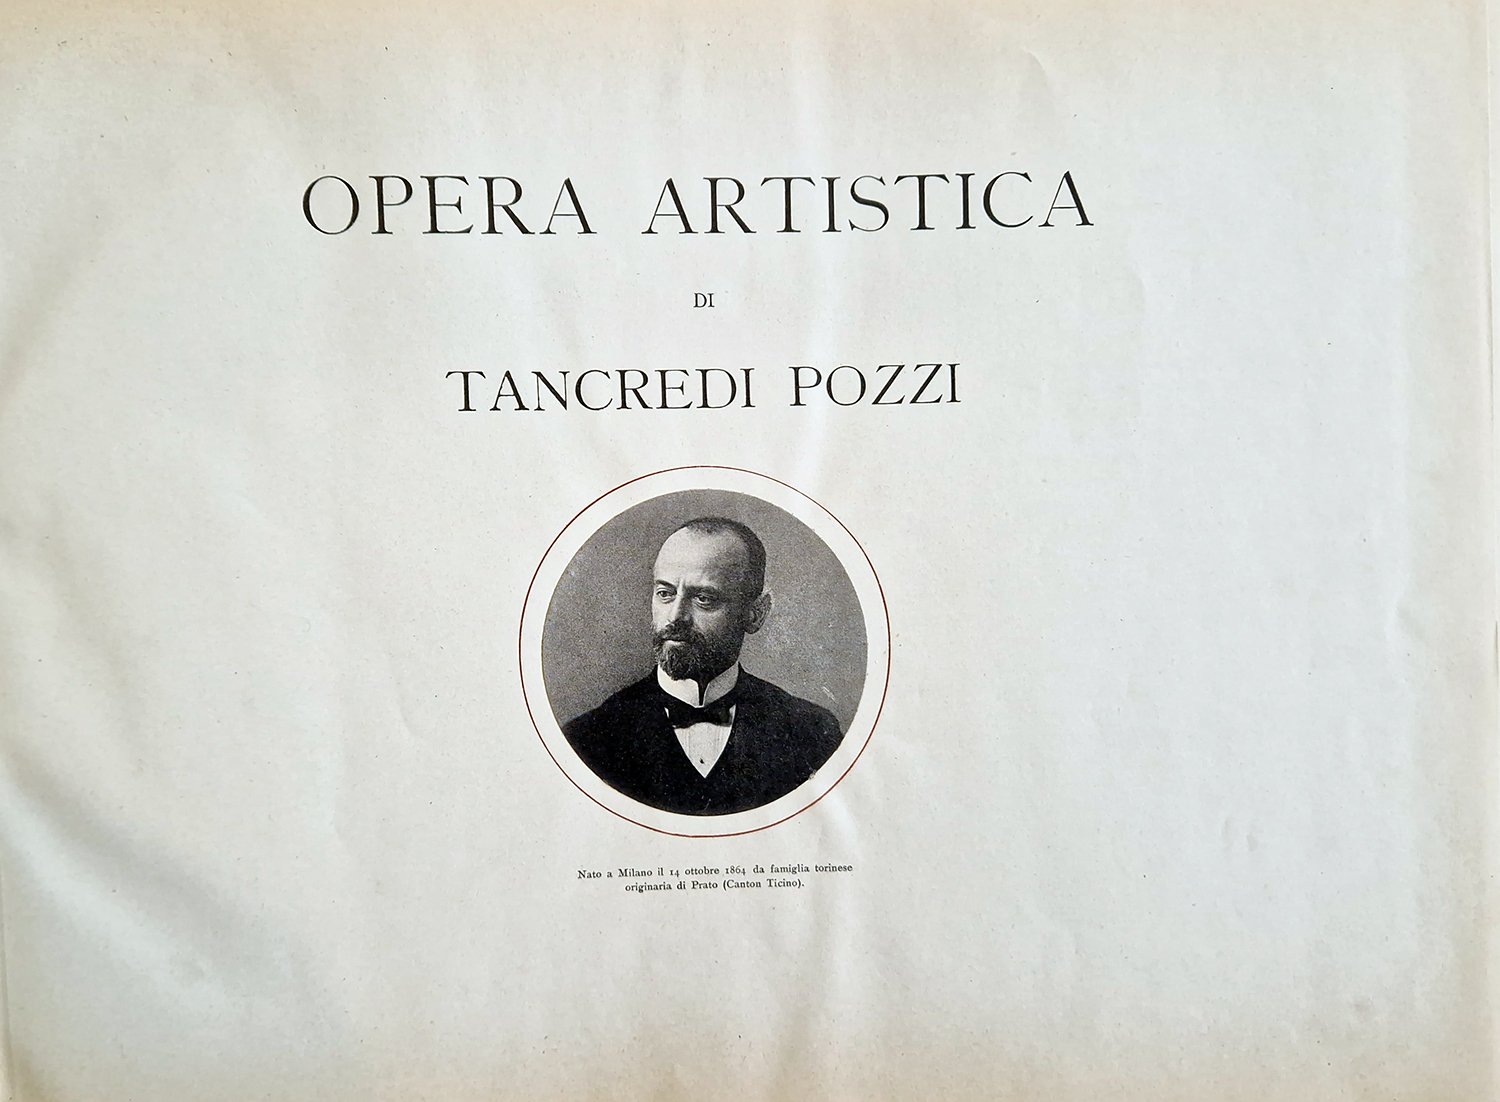 OPERA ARTISTICA
DI
TANCREDI POZZI
Nato a Milano il 14 ottobre 1864 da famiglia torinese
originaria di Prato (Canton Ticino).